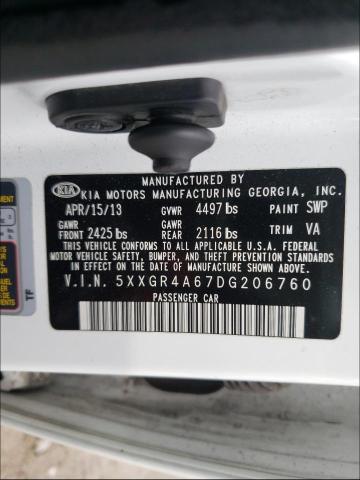 MANUFACTURED BY
KIA KIA MOTORS MANUFACTURING GEORGIA, INC.
APR/15/13 GVWR 4497 lbs PAINT SWP
GAWR GAWR
FRONT 2425 lbs REAR 2116 lbs TRIM VA
THIS VEHICLE CONFORMS TO ALL APPLICABLE U.S.A. FEDERAL
MOTOR VEHICLE SAFETY, BUMPER, AND THEFT PREVENTION
STANDARDS IN EFFECT ON THE DATE OF MANUFACTURE SHOWN ABOVE.
V.I.N. 5XXGR4A67DG206760
PASSENGER CAR
TF